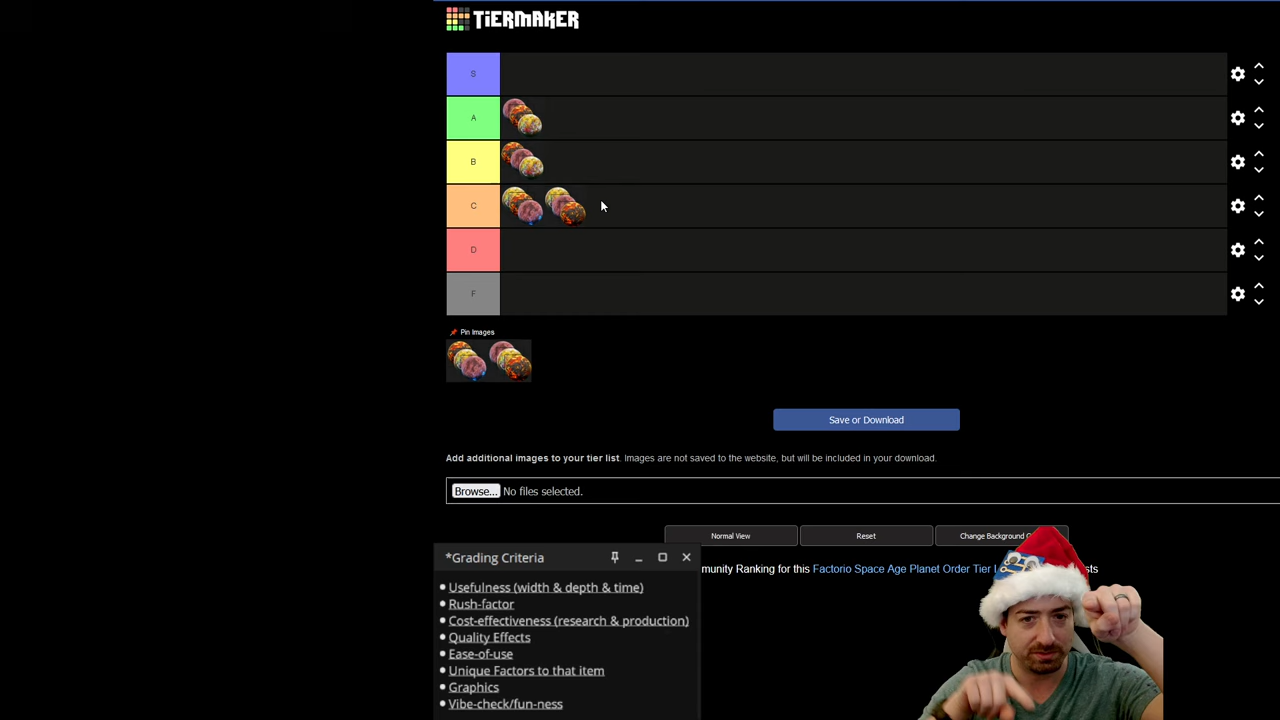 TIERMAKER
S
A
B
C
D
F
Pin Images
Save or Download
Add additional images to your tier list. Images are not saved to the website, but will be included in your download.
Browse... No files selected.
Normal View
Reset
Change Background
*Grading Criteria
munity Ranking for this Factorio Space Age Planet Order Tier
• Usefulness (width & depth & time)
• Rush-factor
• Cost-effectiveness (research & production)
• Quality Effects
• Ease-of-use
• Unique Factors to that item
• Graphics
• Vibe-check/fun-ness